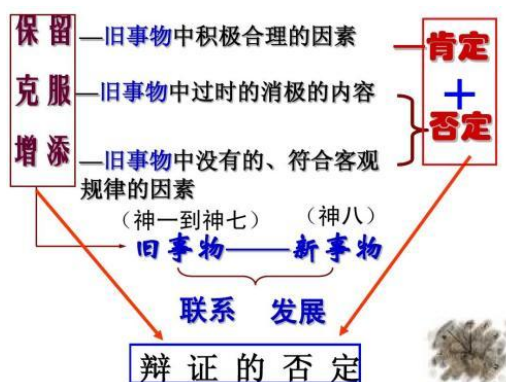 保留—旧事物中积极合理的因素 — 肯定
+
克服—旧事物中过时的消极的内容
否定
增添—旧事物中没有的、符合客观
规律的因素
（神一到神七） （神八）
旧事物——新事物
联系 发展
辩证的否定